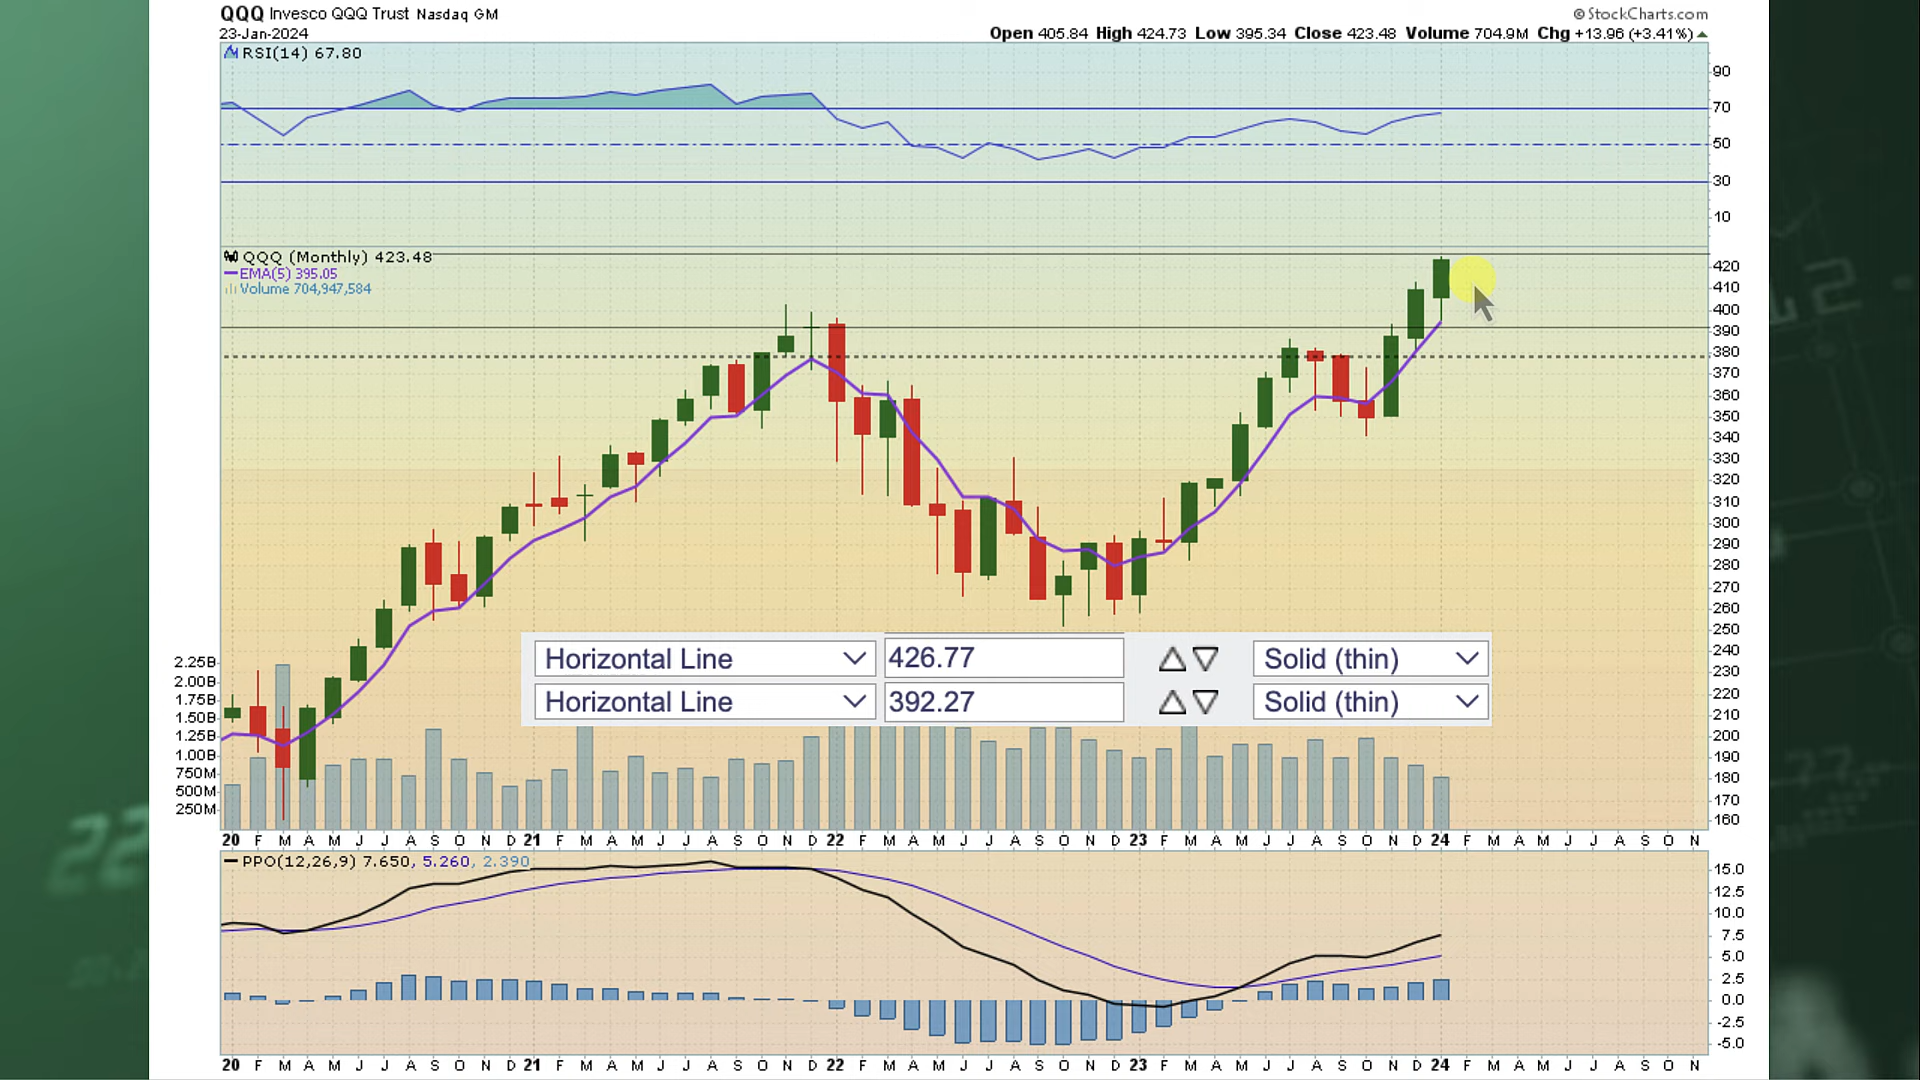 QQQ Invesco QQQ Trust Nasdaq GM
© StockCharts.com
23-Jan-2024
Open 405.84 High 424.73 Low 395.34 Close 423.48 Volume 704.9M Chg +13.96 (+3.41%)
RSI(14) 67.80
90
70
50
30
10
QQQ (Monthly) 423.48
EMA(5) 395.05
Volume 704,947,584
420
410
400
390
380
370
360
350
340
330
320
310
300
290
280
270
260
250
240
230
220
210
200
190
180
170
160
2.25B
2.00B
1.75B
1.50B
1.25B
1.00B
750M
500M
250M
Horizontal Line 426.77 Solid (thin)
Horizontal Line 392.27 Solid (thin)
20 F M A M J J A S O N D 21 F M A M J J A S O N D 22 F M A M J J A S O N D 23 F M A M J J A S O N D 24 F M A M J J A S O N
PPO(12,26,9) 7.650, 5.260, 2.390
15.0
12.5
10.0
7.5
5.0
2.5
0.0
-2.5
-5.0
20 F M A M J J A S O N D 21 F M A M J J A S O N D 22 F M A M J J A S O N D 23 F M A M J J A S O N D 24 F M A M J J A S O N